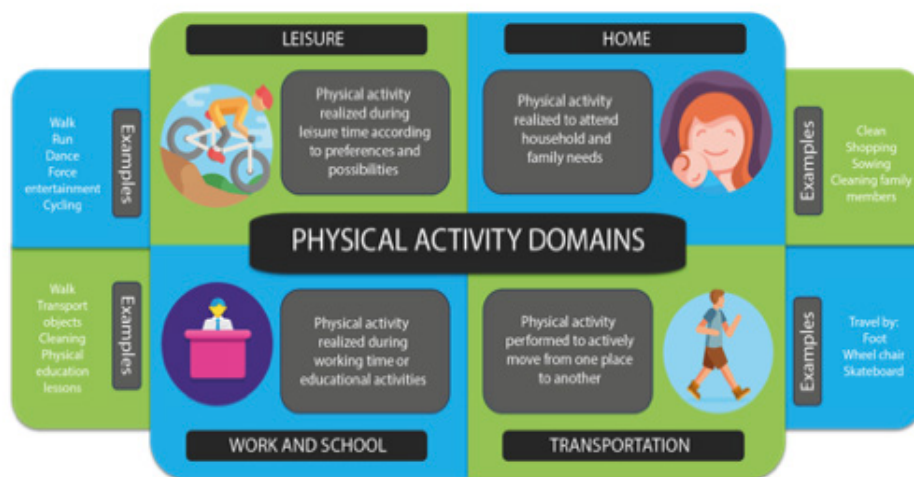 LEISURE
HOME
Physical activity
realized during
leisure time according
to preferences and
possibilities
Physical activity
realized to attend
household and
family needs
Examples
Walk
Run
Dance
Force
entertainment
Cycling
Examples
Clean
Shopping
Sowing
Cleaning family
members
PHYSICAL ACTIVITY DOMAINS
Examples
Walk
Transport
objects
Cleaning
Physical
education
lessons
Physical activity
realized during
working time or
educational activities
Physical activity
performed to actively
move from one place
to another
Examples
Travel by:
Foot
Wheel chair
Skateboard
WORK AND SCHOOL
TRANSPORTATION